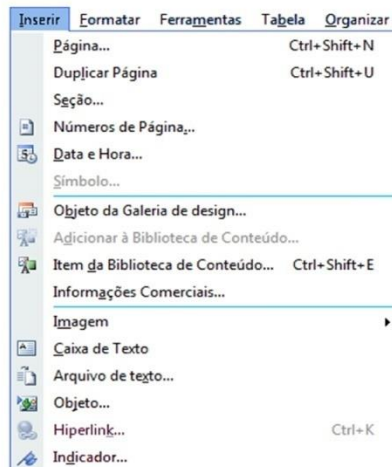 Inserir Formatar Ferramentas Tabela Organizar
Página... Ctrl+Shift+N
Duplicar Página Ctrl+Shift+U
Seção...
Números de Página...
Data e Hora...
Símbolo...
Objeto da Galeria de design...
Adicionar à Biblioteca de Conteúdo...
Item da Biblioteca de Conteúdo... Ctrl+Shift+E
Informações Comerciais...
Imagem
Caixa de Texto
Arquivo de texto...
Objeto...
Hiperlink... Ctrl+K
Indicador...